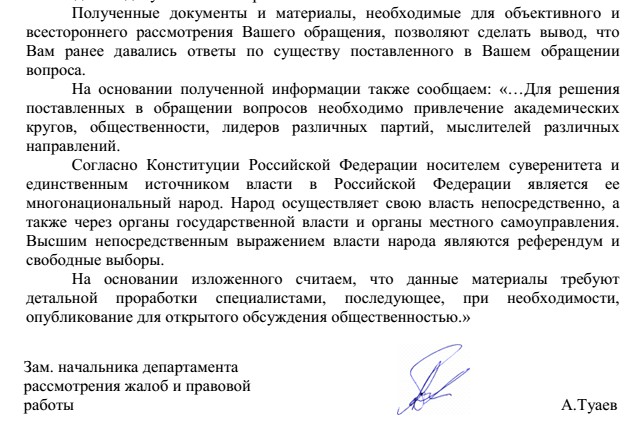 Полученные документы и материалы, необходимые для объективного и
всестороннего рассмотрения Вашего обращения, позволяют сделать вывод, что
Вам ранее давались ответы по существу поставленного в Вашем обращении
вопроса.
На основании полученной информации также сообщаем: «…Для решения
поставленных в обращении вопросов необходимо привлечение академических
кругов, общественности, лидеров различных партий, мыслителей различных
направлений.
Согласно Конституции Российской Федерации носителем суверенитета и
единственным источником власти в Российской Федерации является ее
многонациональный народ. Народ осуществляет свою власть непосредственно, а
также через органы государственной власти и органы местного самоуправления.
Высшим непосредственным выражением власти народа являются референдум и
свободные выборы.
На основании изложенного считаем, что данные материалы требуют
детальной проработки специалистами, последующее, при необходимости,
опубликование для открытого обсуждения общественностью.»
Зам. начальника департамента
рассмотрения жалоб и правовой
работы А.Туаев